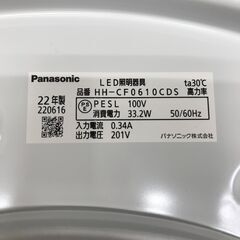 Panasonic
LED照明器具 ta30℃
品番 HH-CF0610CDS 高力率
22年製
220616
PESL 100V
消費電力 33.2W 50/60Hz
入力電流 0.34A
出力電圧 201V
パナソニック株式会社